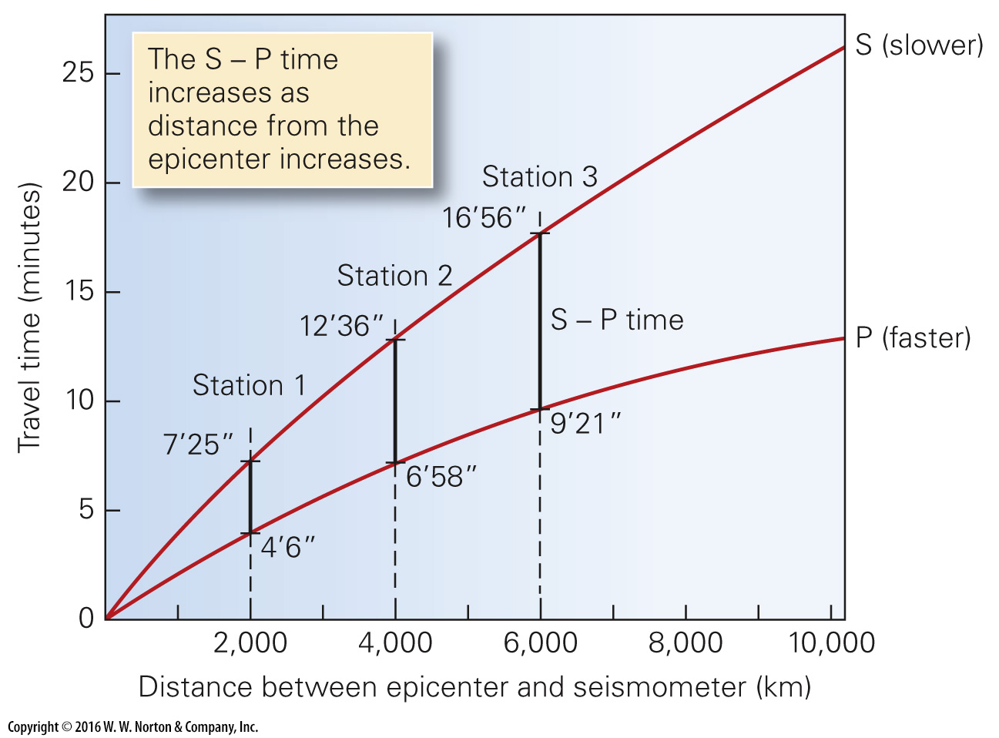 The S – P time
increases as
distance from the
epicenter increases.
S (slower)
P (faster)
Station 3
16’56”
S – P time
9’21”
Station 2
12’36”
6’58”
Station 1
7’25”
4’6”
Travel time (minutes)
25
20
15
10
5
0
2,000 4,000 6,000 8,000 10,000
Distance between epicenter and seismometer (km)
Copyright © 2016 W. W. Norton & Company, Inc.